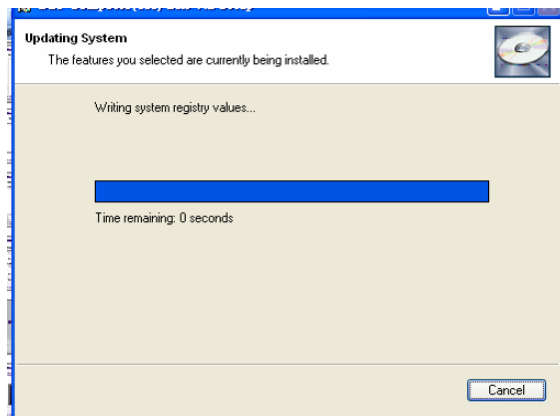 Updating System
The features you selected are currently being installed.
Writing system registry values...
Time remaining: 0 seconds
Cancel